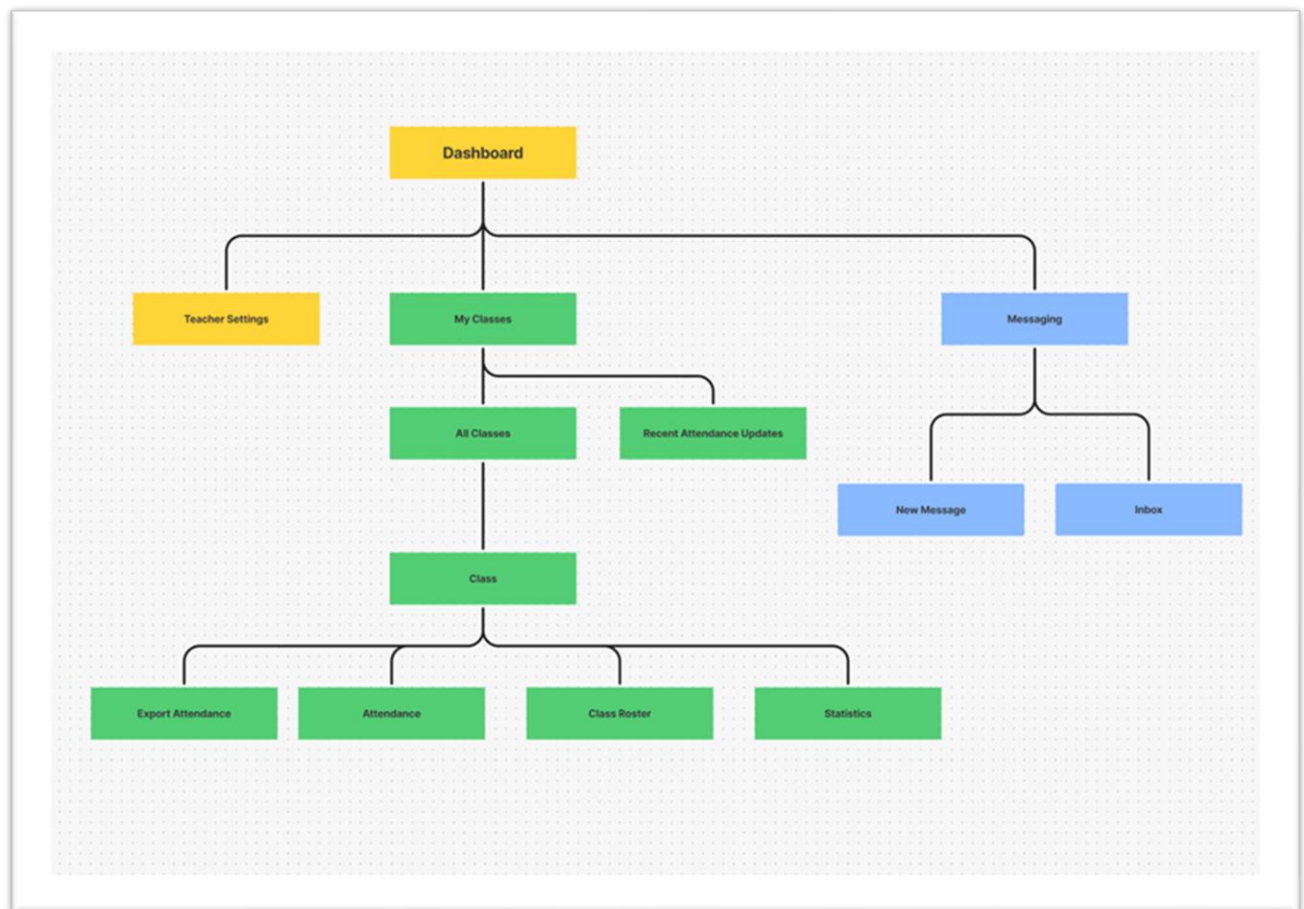 Dashboard
Teacher Settings
My Classes
Messaging
All Classes
Recent Attendance Updates
New Message
Inbox
Class
Export Attendance
Attendance
Class Roster
Statistics